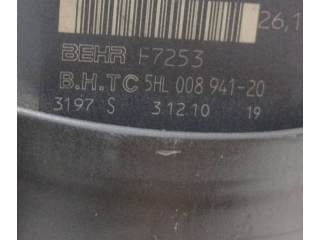 26,1
BEHR F7253
B.H.TC 5HL 008 941-20
3197 S 3.12.10 19